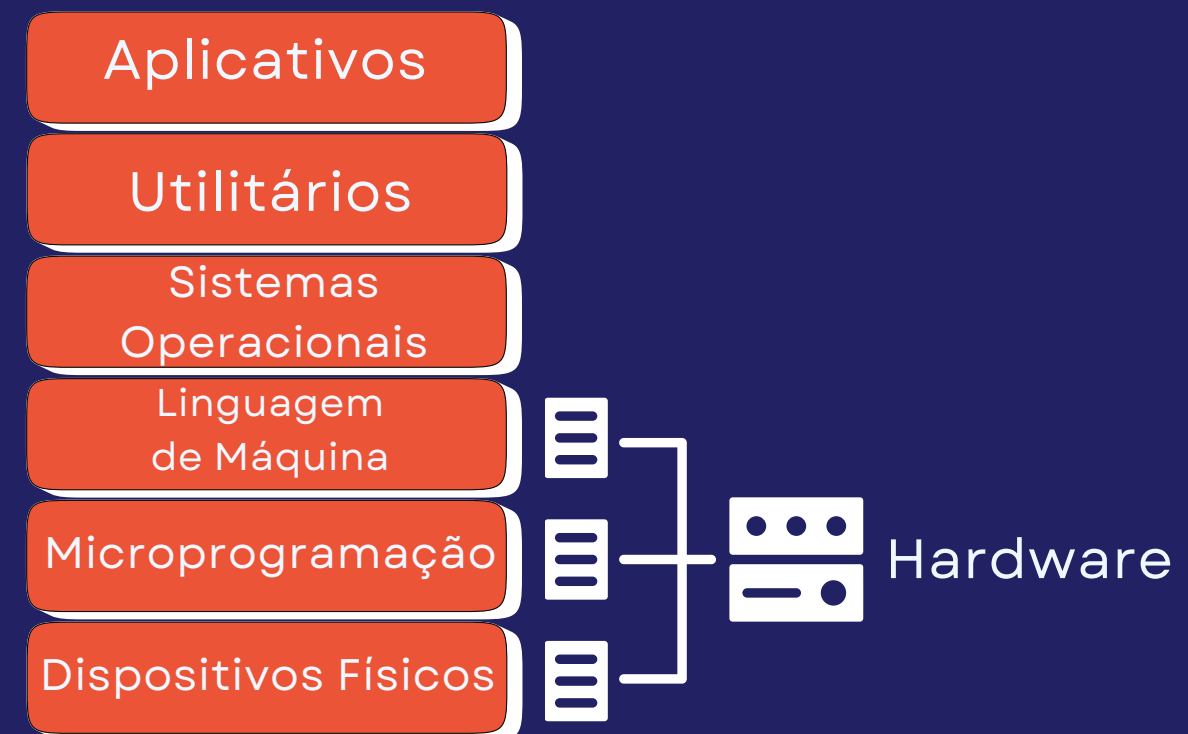 Aplicativos
Utilitários
Sistemas
Operacionais
Linguagem
de Máquina
Microprogramação
Dispositivos Físicos
Hardware